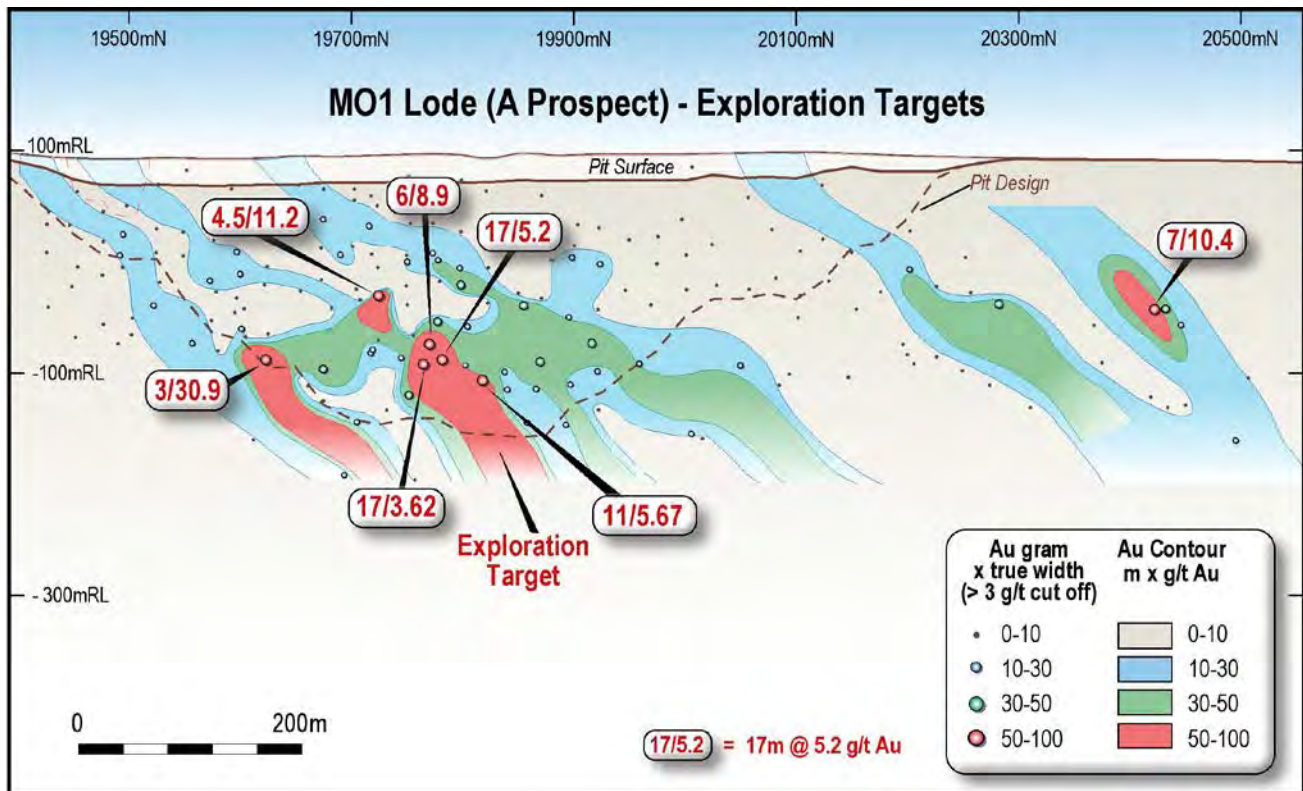 19500mN 19700mN 19900mN 20100mN 20300mN 20500mN
MO1 Lode (A Prospect) - Exploration Targets
100mRL
Pit Surface
Pit Design
6/8.9
4.5/11.2
17/5.2
7/10.4
-100mRL
3/30.9
17/3.62
11/5.67
Exploration
Target
- 300mRL
Au gram
x true width
(> 3 g/t cut off)
0-10
10-30
30-50
50-100
Au Contour
m x g/t Au
0-10
10-30
30-50
50-100
0 200m
17/5.2 = 17m @ 5.2 g/t Au